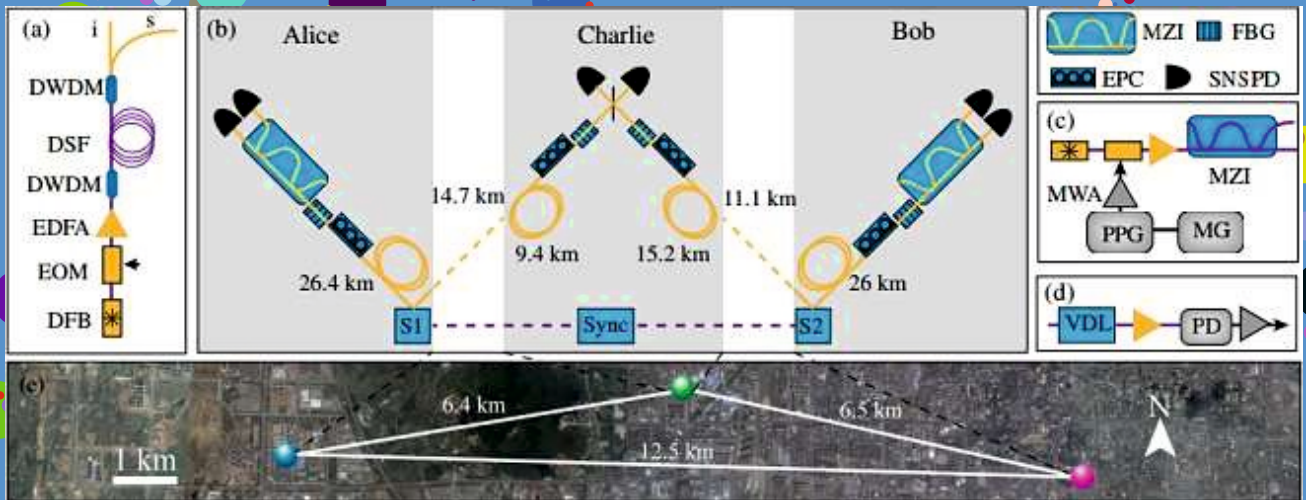 (a)
i
s
DWDM
DSF
DWDM
EDFA
EOM
DFB
(b)
Alice
Charlie
Bob
14.7 km
11.1 km
9.4 km
15.2 km
26.4 km
26 km
S1
Sync
S2
MZI
FBG
EPC
SNSPD
(c)
MZI
MWA
PPG
MG
(d)
VDL
PD
(e)
6.4 km
6.5 km
12.5 km
1 km
N